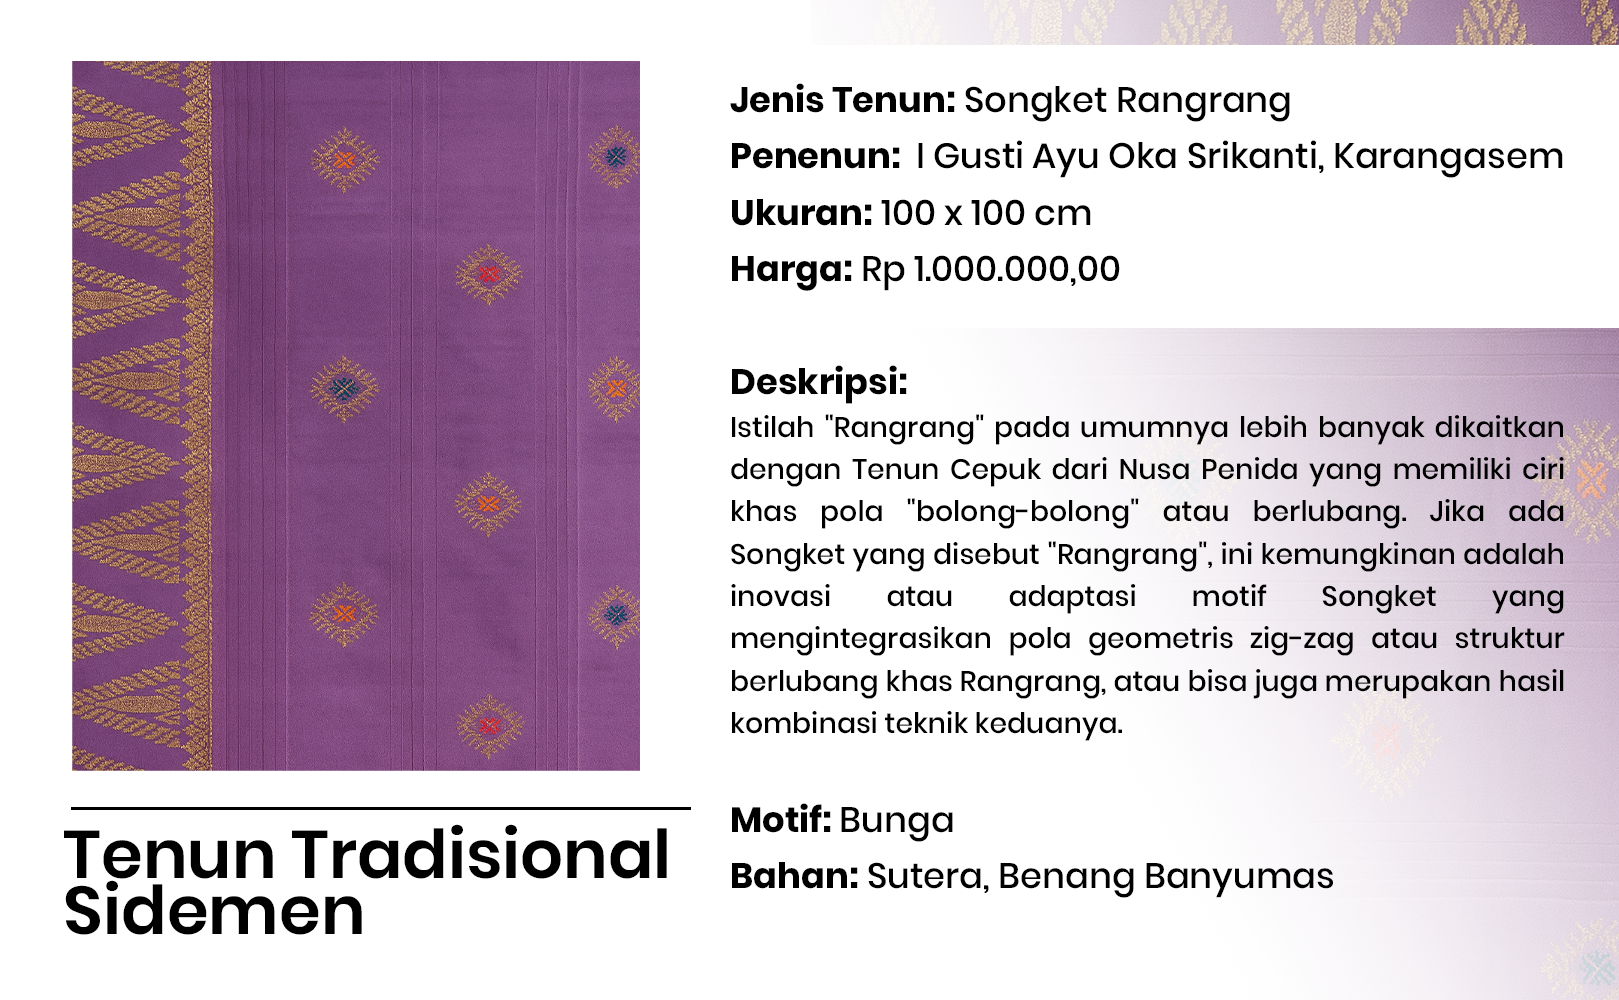 Jenis Tenun: Songket Rangrang
Penenun: I Gusti Ayu Oka Srikanti, Karangasem
Ukuran: 100 x 100 cm
Harga: Rp 1.000.000,00
Deskripsi:
Istilah "Rangrang" pada umumnya lebih banyak dikaitkan
dengan Tenun Cepuk dari Nusa Penida yang memiliki ciri
khas pola "bolong-bolong" atau berlubang. Jika ada
Songket yang disebut "Rangrang", ini kemungkinan adalah
inovasi atau adaptasi motif Songket yang
mengintegrasikan pola geometris zig-zag atau struktur
berlubang khas Rangrang, atau bisa juga merupakan hasil
kombinasi teknik keduanya.
Motif: Bunga
Bahan: Sutera, Benang Banyumas
Tenun Tradisional
Sidemen